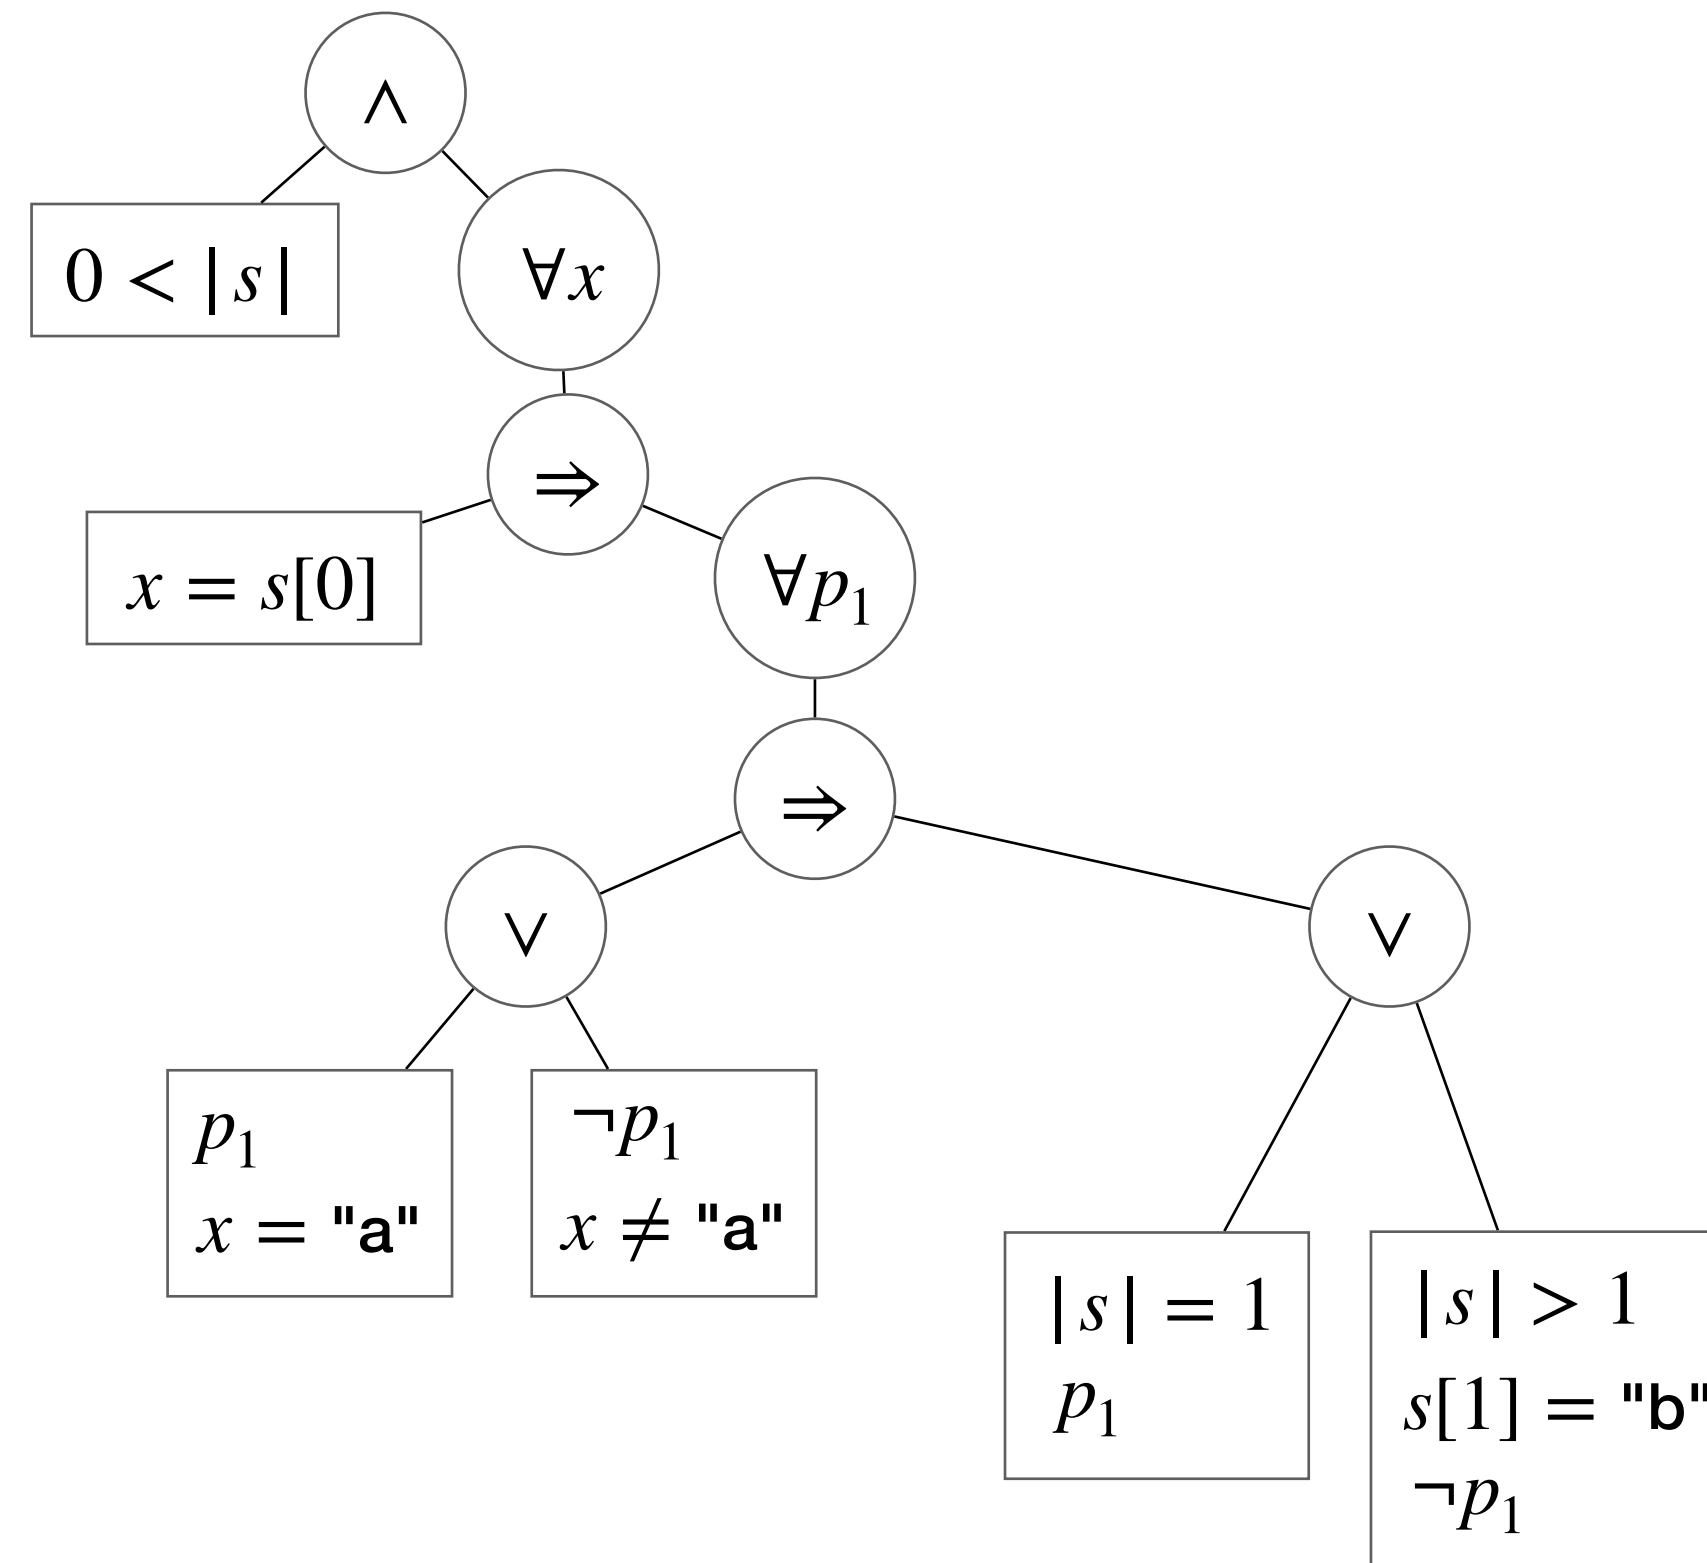 ∧
0 < |s|
∀x
⇒
x = s[0]
∀p₁
⇒
∨
∨
p₁
x = "a"
¬p₁
x ≠ "a"
|s| = 1
p₁
|s| > 1
s[1] = "b"
¬p₁